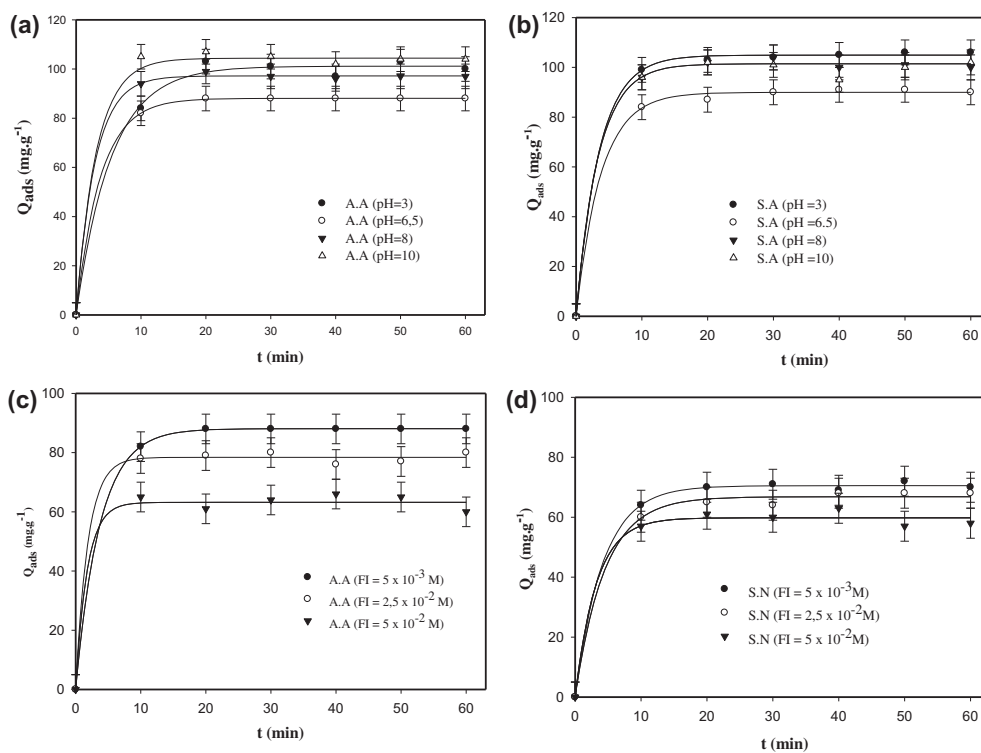 (a)
120
100
80
60
40
20
0
Qads (mg.g-1)
A.A (pH=3)
A.A (pH=6,5)
A.A (pH=8)
A.A (pH=10)
0 10 20 30 40 50 60
t (min)
(b)
120
100
80
60
40
20
0
Qads (mg.g-1)
S.A (pH =3)
S.A (pH =6.5)
S.A (pH =8)
S.A (pH =10)
0 10 20 30 40 50 60
t (min)
(c)
100
80
60
40
20
0
Qads (mg.g-1)
A.A (FI = 5 x 10-3 M)
A.A (FI = 2,5 x 10-2 M)
A.A (FI = 5 x 10-2 M)
0 10 20 30 40 50 60
t (min)
(d)
100
80
60
40
20
0
Qads (mg.g-1)
S.N (FI = 5 x 10-3M)
S.N (FI = 2,5 x 10-2M)
S.N (FI = 5 x 10-2M)
0 10 20 30 40 50 60
t (min)